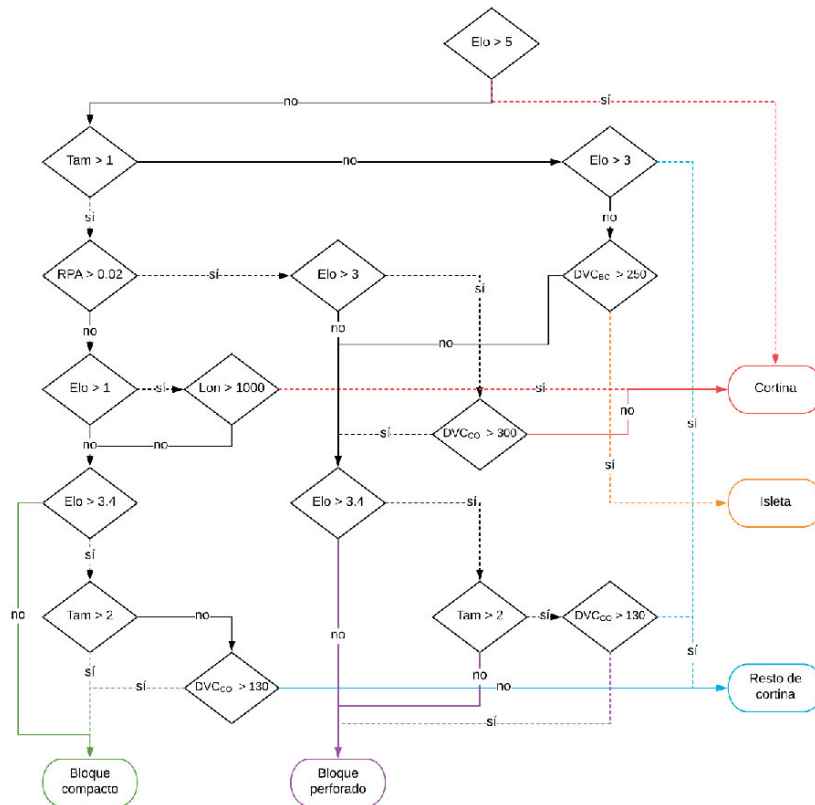 Elo > 5
no
sí
Tam > 1
no
Elo > 3
sí
no
sí
RPA > 0.02
sí
Elo > 3
sí
DVC_BC > 250
no
no
no
sí
Elo > 1
sí
Lon > 1000
sí
no
Cortina
no
no
sí
DVC_CO > 300
sí
sí
Elo > 3.4
Elo > 3.4
sí
Isleta
sí
no
Tam > 2
no
no
Tam > 2
sí
DVC_CO > 130
sí
sí
sí
DVC_CO > 130
no
no
sí
Resto de
cortina
Bloque
compacto
Bloque
perforado